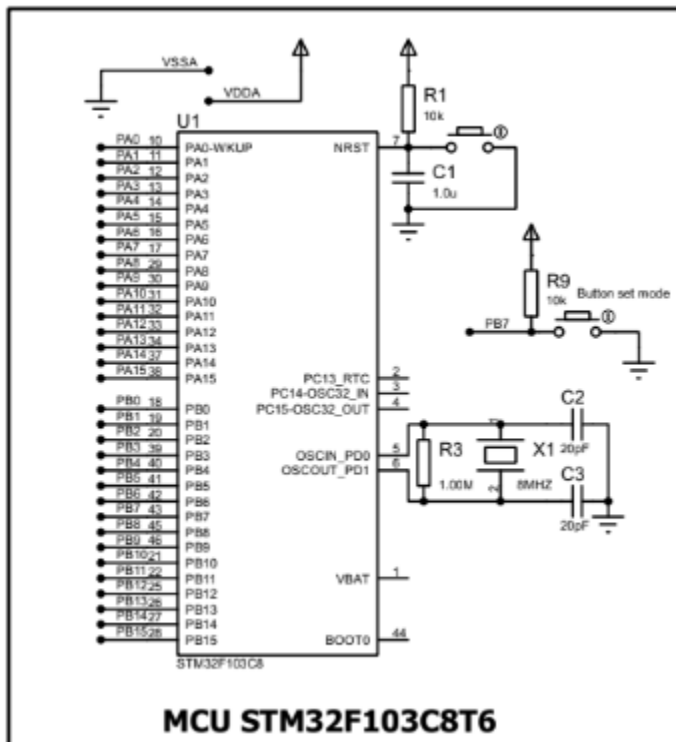 VSSA
VDDA
U1
R1
10k
C1
1.0u
R9
10k
Button set mode
PB7
PA0 10 PA0-WKUP
PA1 11 PA1
PA2 12 PA2
PA3 13 PA3
PA4 14 PA4
PA5 15 PA5
PA6 16 PA6
PA7 17 PA7
PA8 29 PA8
PA9 30 PA9
PA10 31 PA10
PA11 32 PA11
PA12 33 PA12
PA13 34 PA13
PA14 37 PA14
PA15 38 PA15
PB0 18 PB0
PB1 19 PB1
PB2 20 PB2
PB3 39 PB3
PB4 40 PB4
PB5 41 PB5
PB6 42 PB6
PB7 43 PB7
PB8 45 PB8
PB9 46 PB9
PB10 21 PB10
PB11 22 PB11
PB12 25 PB12
PB13 26 PB13
PB14 27 PB14
PB15 28 PB15
NRST 7
PC13_RTC 2
PC14-OSC32_IN 3
PC15-OSC32_OUT 4
OSCIN_PD0 5
OSCOUT_PD1 6
VBAT 1
BOOT0 44
R3
1.00M
1
2
X1
8MHZ
C2
20pF
C3
20pF
STM32F103C8
MCU STM32F103C8T6